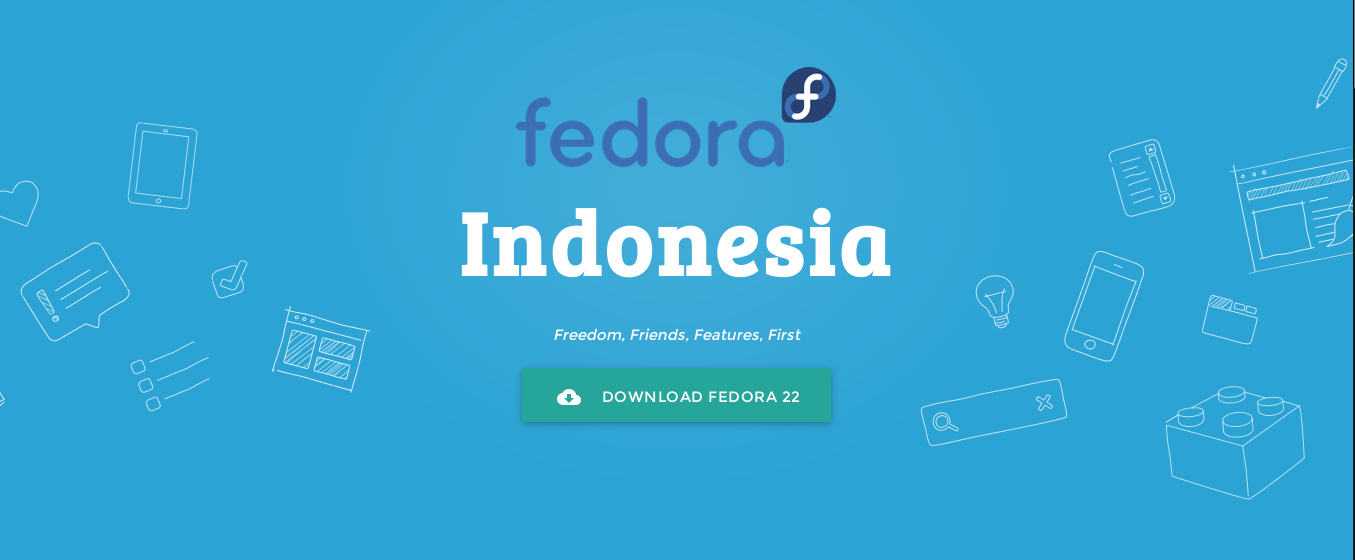 fedora
Indonesia
Freedom, Friends, Features, First
DOWNLOAD FEDORA 22